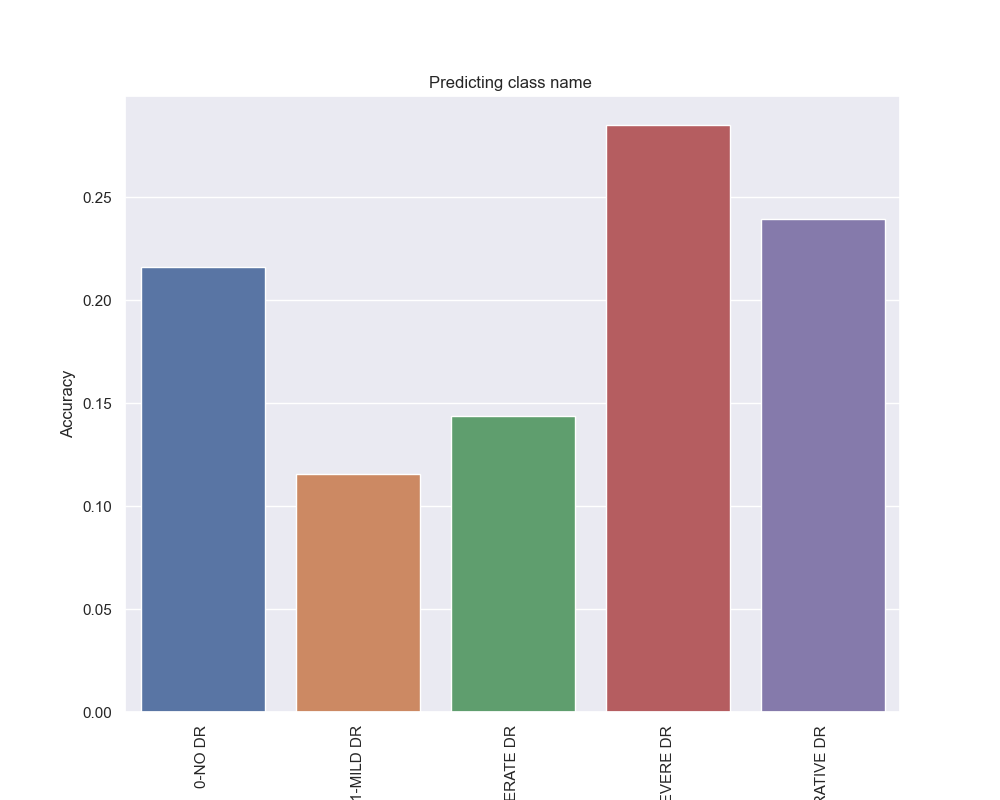 Predicting class name
Accuracy
0.25
0.20
0.15
0.10
0.05
0.00
0-NO DR
1-MILD DR
ERATE DR
EVERE DR
RATIVE DR